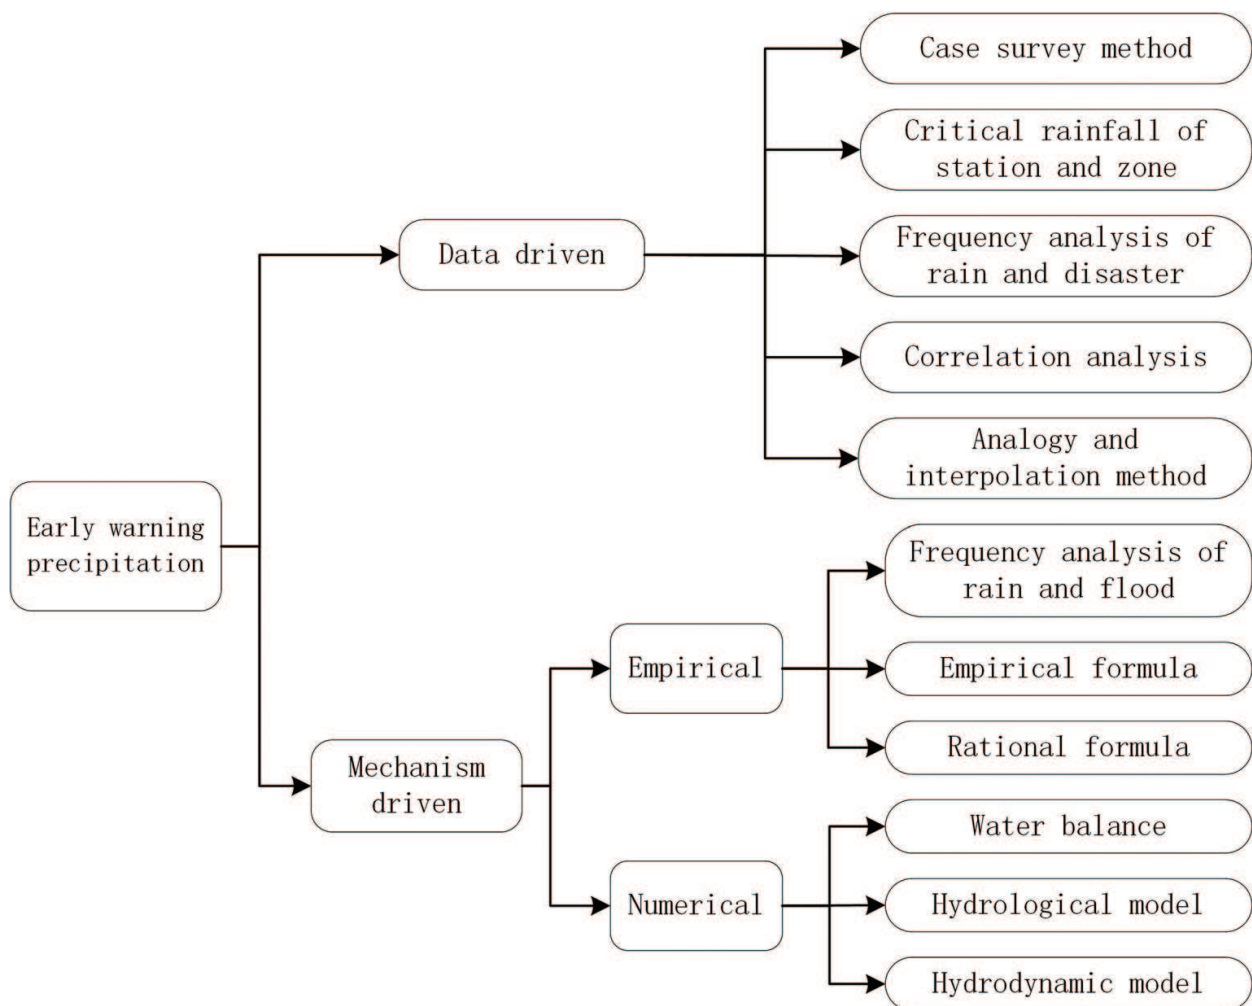 Case survey method
Critical rainfall of
station and zone
Data driven
Frequency analysis of
rain and disaster
Correlation analysis
Analogy and
interpolation method
Early warning
precipitation
Frequency analysis of
rain and flood
Empirical
Empirical formula
Rational formula
Mechanism
driven
Water balance
Numerical
Hydrological model
Hydrodynamic model